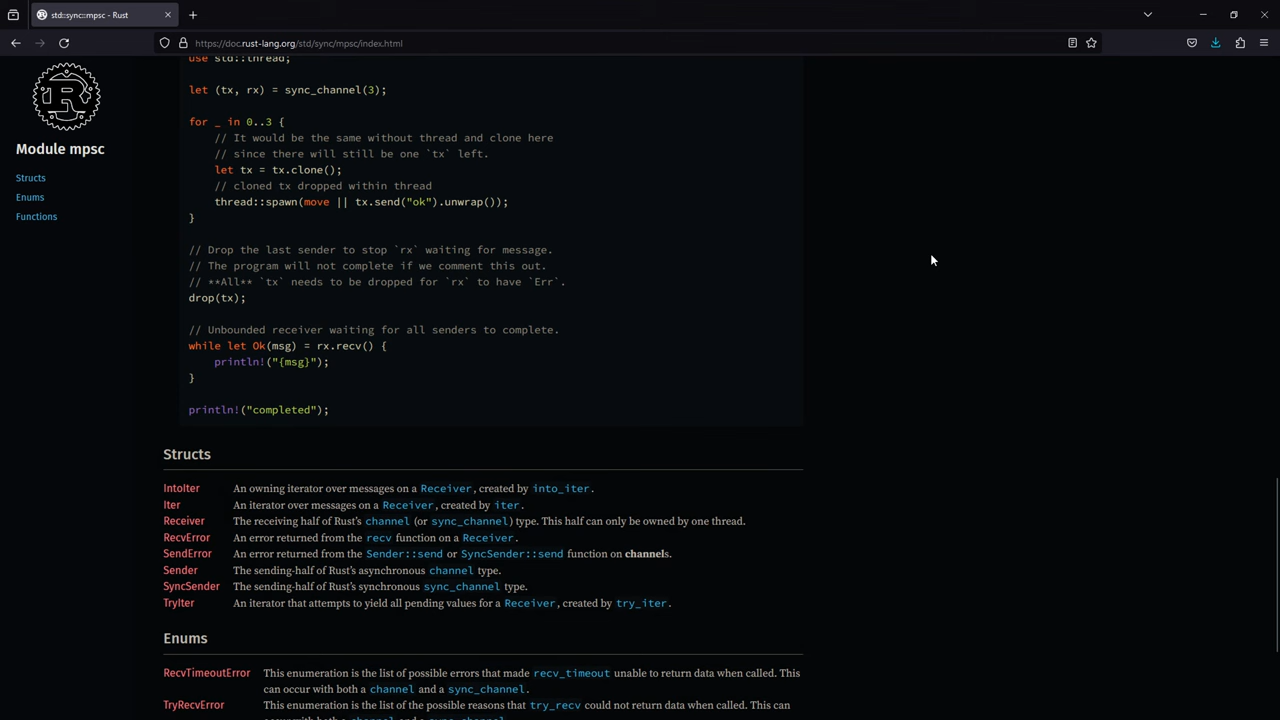 std::sync::mpsc - Rust
https://doc.rust-lang.org/std/sync/mpsc/index.html
R
Module mpsc
Structs
Enums
Functions
use std::thread;
let (tx, rx) = sync_channel(3);
for _ in 0..3 {
// It would be the same without thread and clone here
// since there will still be one `tx` left.
let tx = tx.clone();
// cloned tx dropped within thread
thread::spawn(move || tx.send("ok").unwrap());
}
// Drop the last sender to stop `rx` waiting for message.
// The program will not complete if we comment this out.
// **All** `tx` needs to be dropped for `rx` to have `Err`.
drop(tx);
// Unbounded receiver waiting for all senders to complete.
while let Ok(msg) = rx.recv() {
println!("{msg}");
}
println!("completed");
Structs
IntoIter An owning iterator over messages on a Receiver, created by into_iter.
Iter An iterator over messages on a Receiver, created by iter.
Receiver The receiving half of Rust's channel (or sync_channel) type. This half can only be owned by one thread.
RecvError An error returned from the recv function on a Receiver.
SendError An error returned from the Sender::send or SyncSender::send function on channels.
Sender The sending-half of Rust's asynchronous channel type.
SyncSender The sending-half of Rust's synchronous sync_channel type.
TryIter An iterator that attempts to yield all pending values for a Receiver, created by try_iter.
Enums
RecvTimeoutError This enumeration is the list of possible errors that made recv_timeout unable to return data when called. This
can occur with both a channel and a sync_channel.
TryRecvError This enumeration is the list of the possible reasons that try_recv could not return data when called. This can
occur with both a channel and a sync_channel.